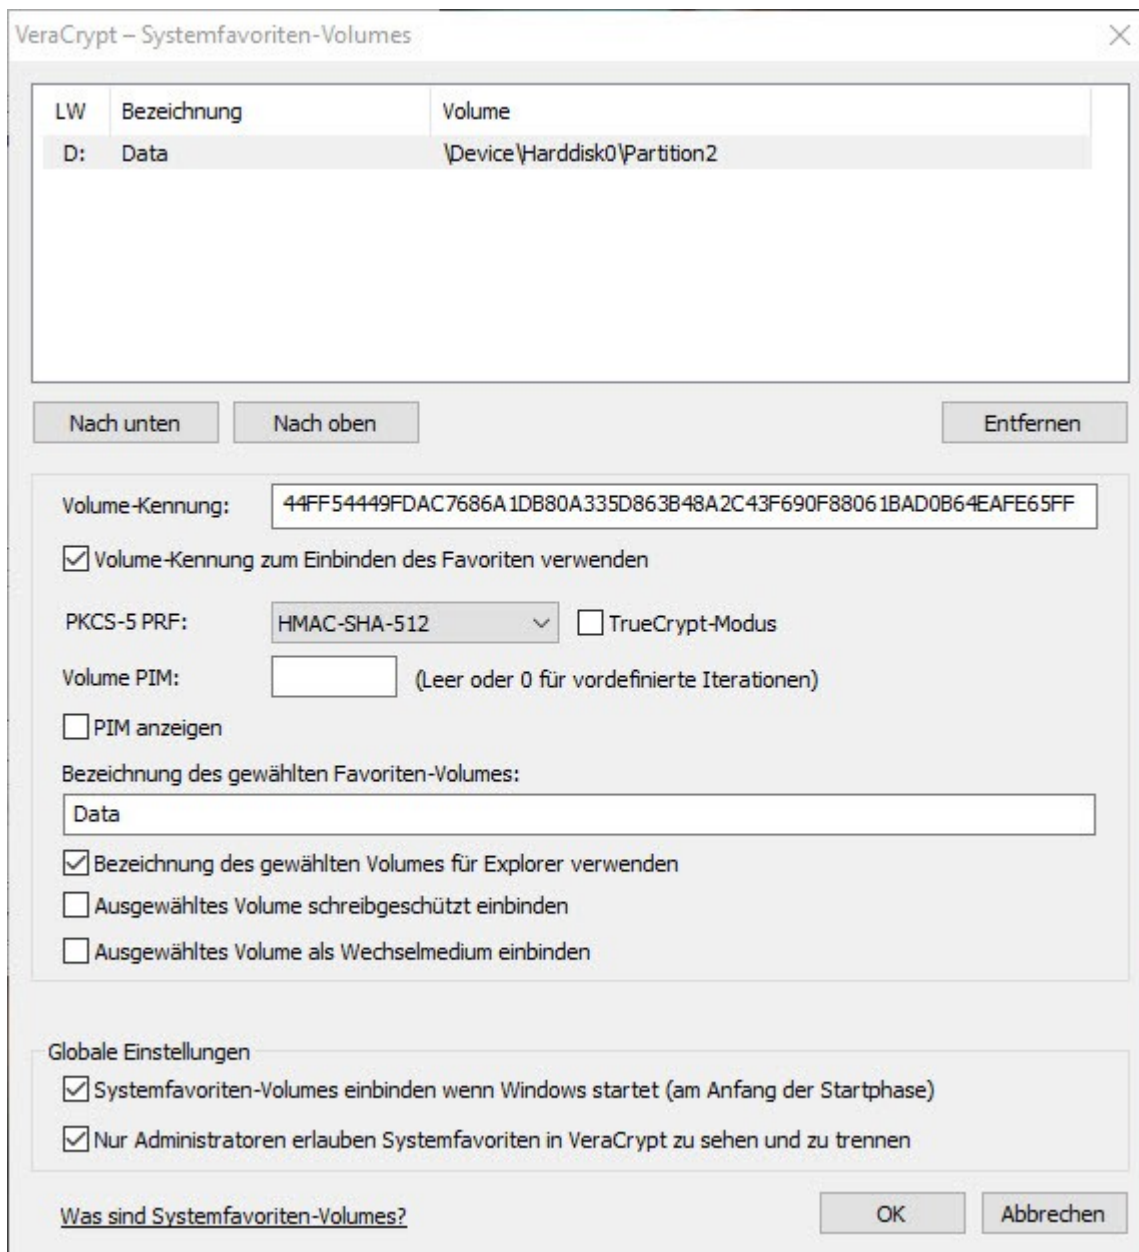 VeraCrypt – Systemfavoriten-Volumes
LW Bezeichnung Volume
D: Data \Device\Harddisk0\Partition2
Nach unten Nach oben Entfernen
Volume-Kennung: 44FF54449FDAC7686A1DB80A335D863B48A2C43F690F88061BAD0B64EAFE65FF
Volume-Kennung zum Einbinden des Favoriten verwenden
PKCS-5 PRF: HMAC-SHA-512 TrueCrypt-Modus
Volume PIM: (Leer oder 0 für vordefinierte Iterationen)
PIM anzeigen
Bezeichnung des gewählten Favoriten-Volumes:
Data
Bezeichnung des gewählten Volumes für Explorer verwenden
Ausgewähltes Volume schreibgeschützt einbinden
Ausgewähltes Volume als Wechselmedium einbinden
Globale Einstellungen
Systemfavoriten-Volumes einbinden wenn Windows startet (am Anfang der Startphase)
Nur Administratoren erlauben Systemfavoriten in VeraCrypt zu sehen und zu trennen
Was sind Systemfavoriten-Volumes? OK Abbrechen